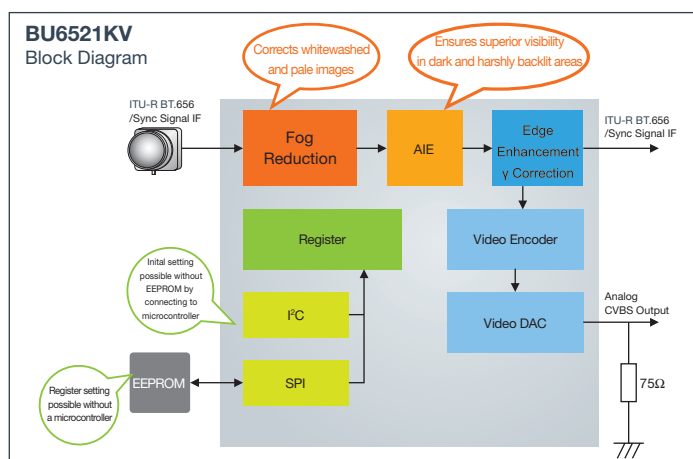 BU6521KV
Block Diagram
Corrects whitewashed
and pale images
Ensures superior visibility
in dark and harshly backlit areas
ITU-R BT.656
/Sync Signal IF
Fog
Reduction
AIE
Edge
Enhancement
γ Correction
ITU-R BT.656
/Sync Signal IF
Register
Video Encoder
Inital setting
possible without
EEPROM by
connecting to
microcontroller
I²C
Video DAC
Analog
CVBS Output
EEPROM
SPI
75Ω
Register setting
possible without
a microcontroller